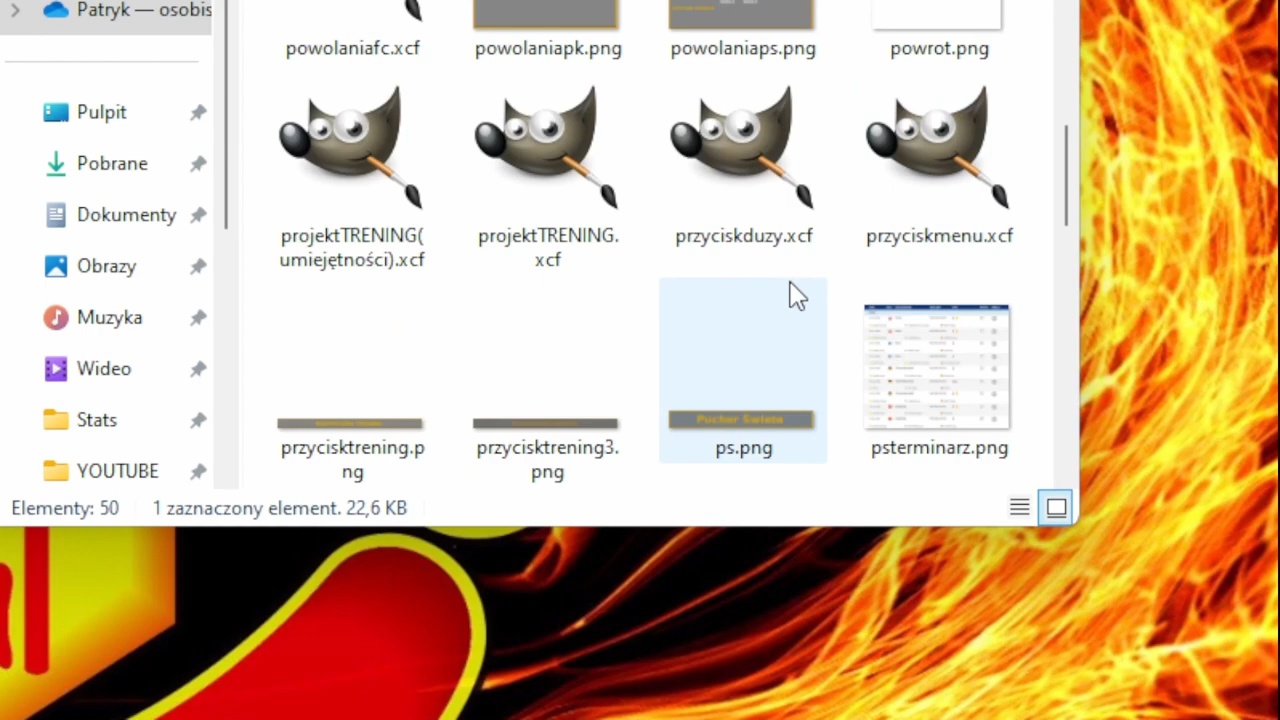 Patryk — osobis
Pulpit
Pobrane
Dokumenty
Obrazy
Muzyka
Wideo
Stats
YOUTUBE
powolaniafc.xcf
powolaniapk.png
powolaniaps.png
powrot.png
projektTRENING(
umiejętności).xcf
projektTRENING.
xcf
przyciskduzy.xcf
przyciskmenu.xcf
Puchar Świata
przycisktrening.p
ng
przycisktrening3.
png
ps.png
psterminarz.png
Elementy: 50
1 zaznaczony element. 22,6 KB